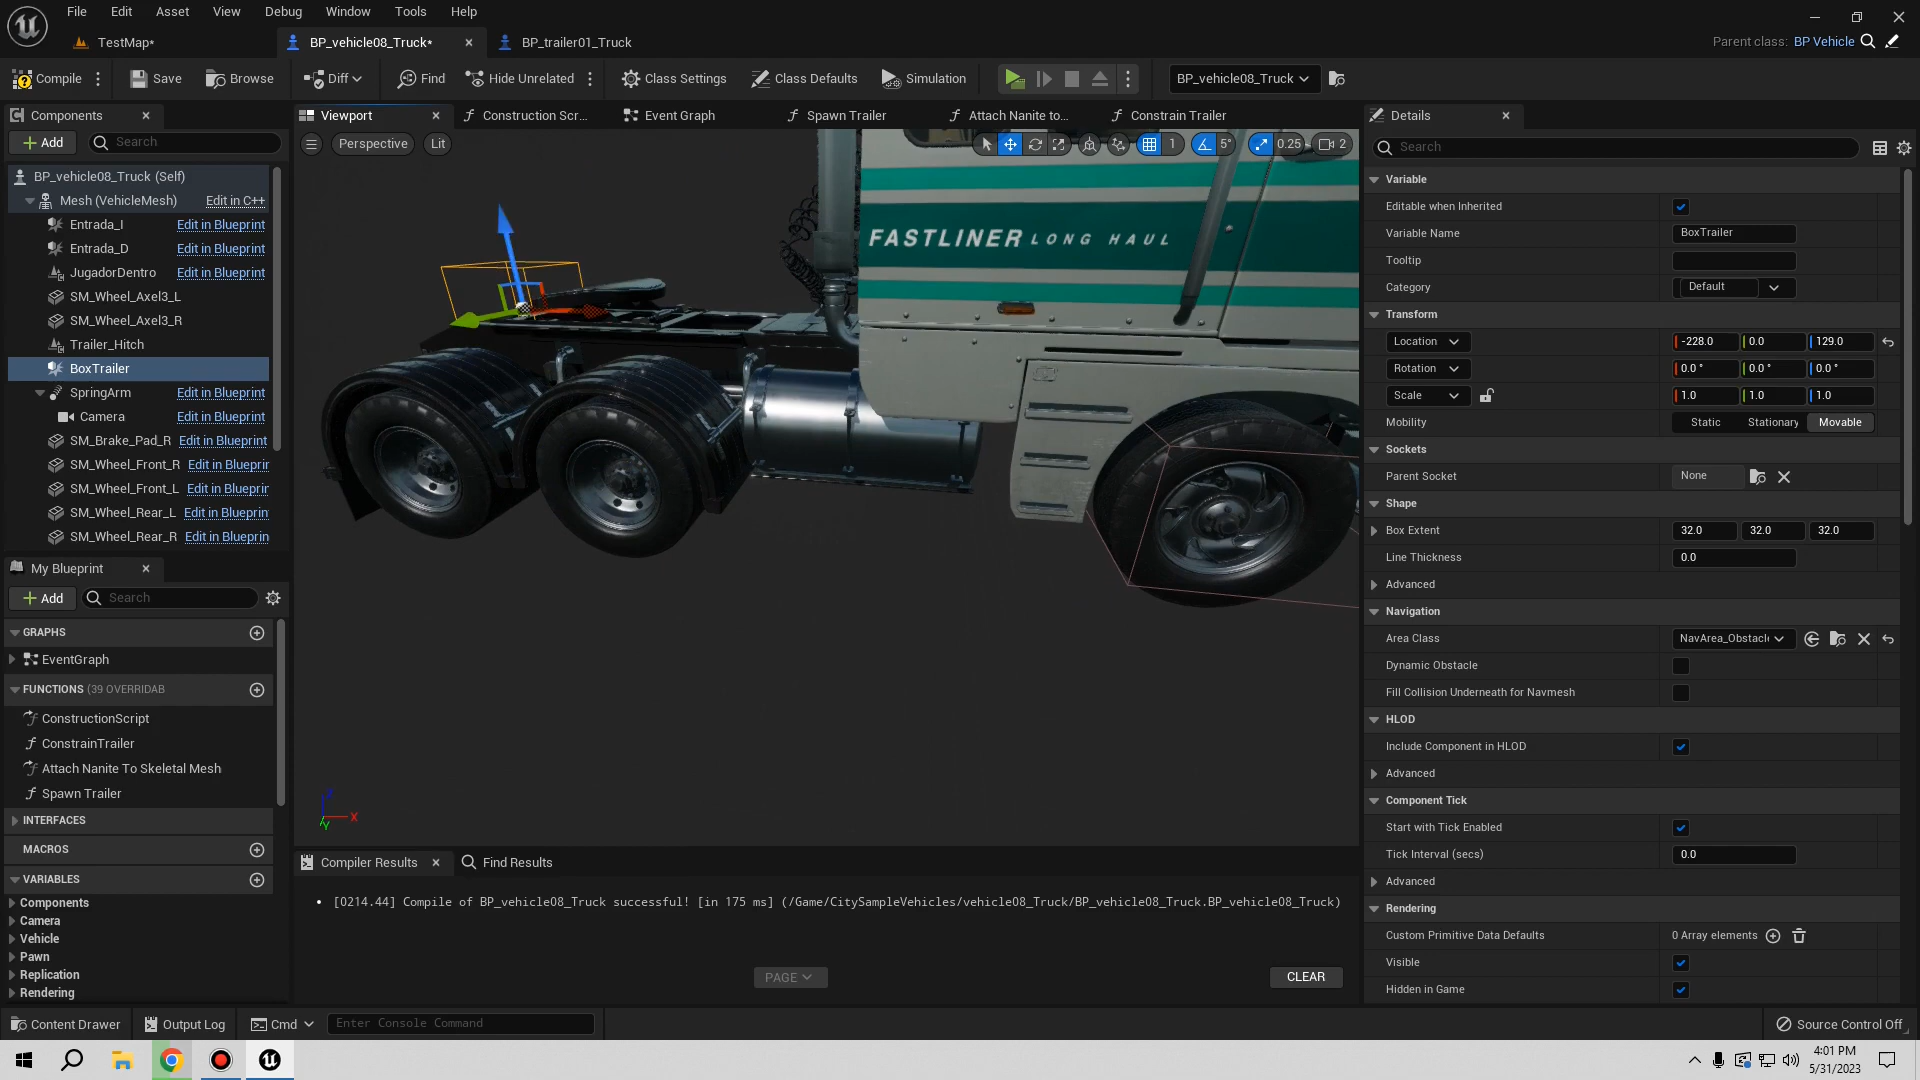 File Edit Asset View Debug Window Tools Help
TestMap* BP_vehicle08_Truck* BP_trailer01_Truck
Parent class: BP Vehicle
Compile Save Browse Diff Find Hide Unrelated Class Settings Class Defaults Simulation BP_vehicle08_Truck
Components
Add Search
BP_vehicle08_Truck (Self)
Mesh (VehicleMesh) Edit in C++
Entrada_I Edit in Blueprint
Entrada_D Edit in Blueprint
JugadorDentro Edit in Blueprint
SM_Wheel_Axel3_L
SM_Wheel_Axel3_R
Trailer_Hitch
BoxTrailer
SpringArm Edit in Blueprint
Camera Edit in Blueprint
SM_Brake_Pad_R Edit in Blueprint
SM_Wheel_Front_R Edit in Blueprir
SM_Wheel_Front_L Edit in Blueprir
SM_Wheel_Rear_L Edit in Blueprin
SM_Wheel_Rear_R Edit in Blueprin
My Blueprint
Add Search
GRAPHS
EventGraph
FUNCTIONS (39 OVERRIDAB
ConstructionScript
ConstrainTrailer
Attach Nanite To Skeletal Mesh
Spawn Trailer
INTERFACES
MACROS
VARIABLES
Components
Camera
Vehicle
Pawn
Replication
Rendering
Viewport Construction Scr... Event Graph Spawn Trailer Attach Nanite to... Constrain Trailer
Perspective Lit 1 5° 0.25 2
FASTLINER LONG HAUL
X
Y
Compiler Results Find Results
[0214.44] Compile of BP_vehicle08_Truck successful! [in 175 ms] (/Game/CitySampleVehicles/vehicle08_Truck/BP_vehicle08_Truck.BP_vehicle08_Truck)
PAGE CLEAR
Details
Search
Variable
Editable when Inherited
Variable Name BoxTrailer
Tooltip
Category Default
Transform
Location -228.0 0.0 129.0
Rotation 0.0 ° 0.0 ° 0.0 °
Scale 1.0 1.0 1.0
Mobility Static Stationary Movable
Sockets
Parent Socket None
Shape
Box Extent 32.0 32.0 32.0
Line Thickness 0.0
Advanced
Navigation
Area Class NavArea_Obstacl
Dynamic Obstacle
Fill Collision Underneath for Navmesh
HLOD
Include Component in HLOD
Advanced
Component Tick
Start with Tick Enabled
Tick Interval (secs) 0.0
Advanced
Rendering
Custom Primitive Data Defaults 0 Array elements
Visible
Hidden in Game
Content Drawer Output Log Cmd Enter Console Command Source Control Off
4:01 PM
5/31/2023